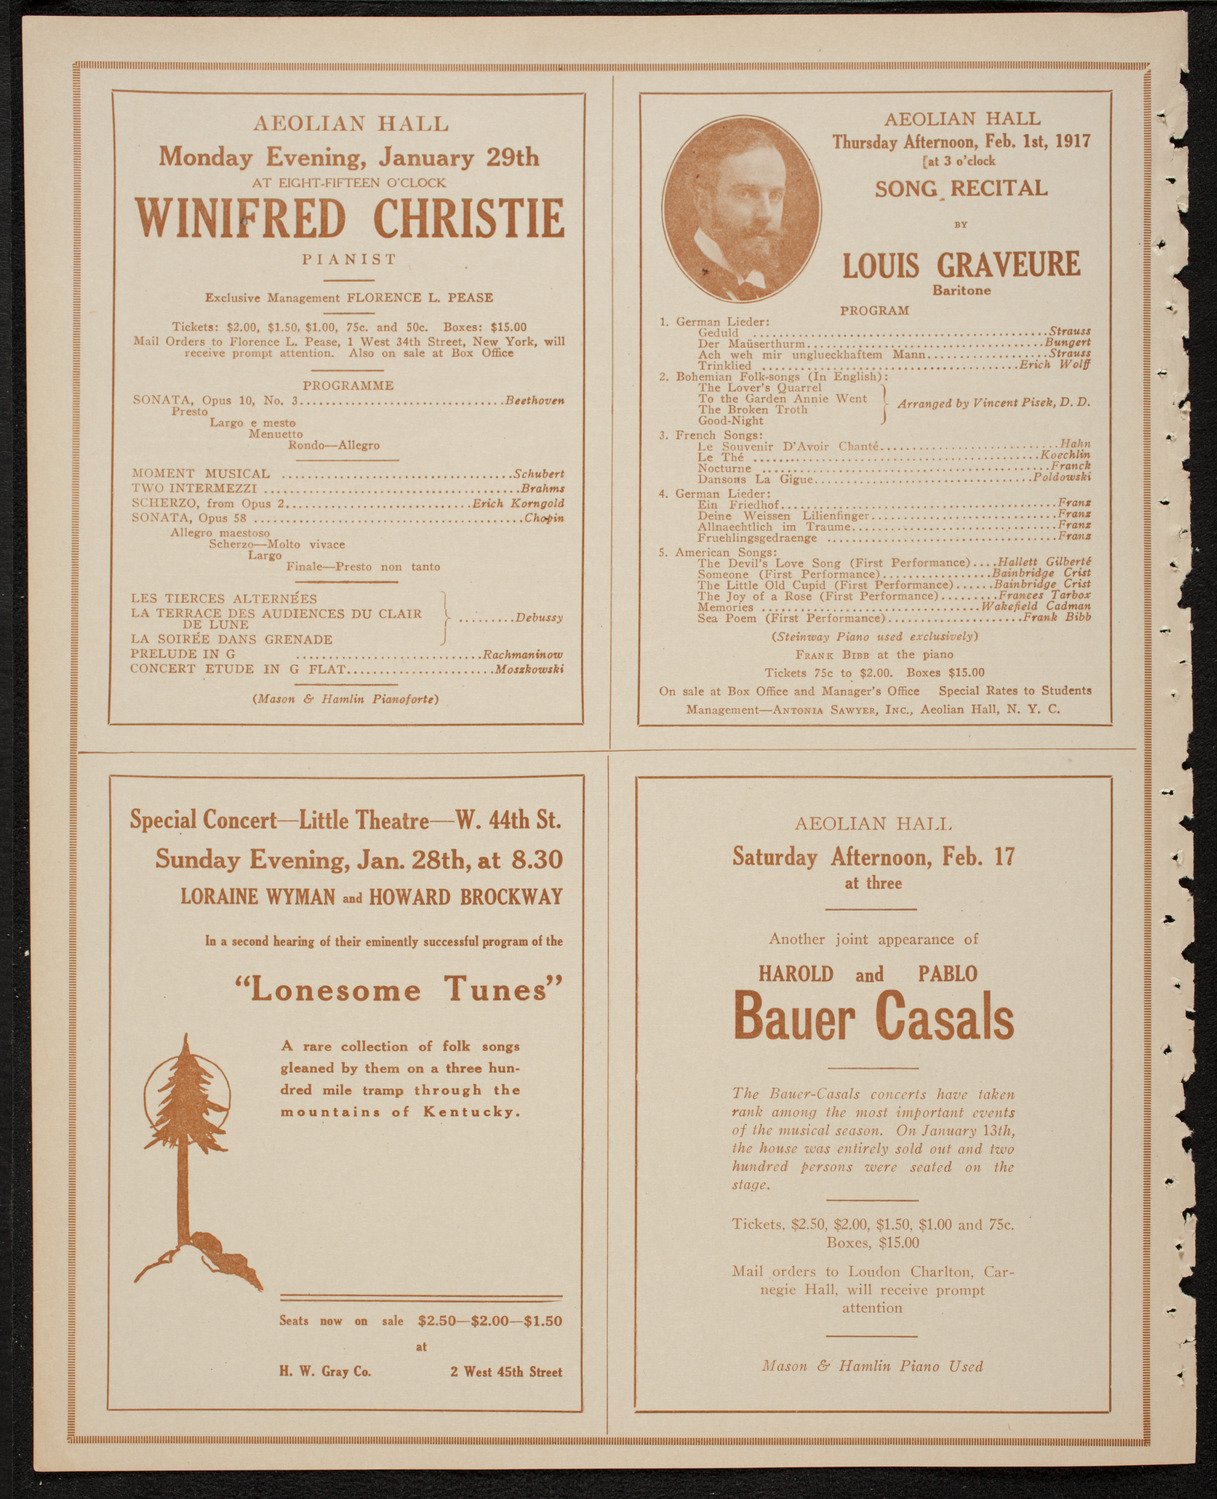 AEOLIAN HALL
Monday Evening, January 29th
AT EIGHT-FIFTEEN O'CLOCK
WINIFRED CHRISTIE
PIANIST
Exclusive Management FLORENCE L. PEASE
Tickets: $2.00, $1.50, $1.00, 75c. and 50c. Boxes: $15.00
Mail Orders to Florence L. Pease, 1 West 34th Street, New York, will
receive prompt attention. Also on sale at Box Office
PROGRAMME
SONATA, Opus 10, No. 3..............................Beethoven
Presto
Largo e mesto
Menuetto
Rondo—Allegro
MOMENT MUSICAL ..................................Schubert
TWO INTERMEZZI ......................................Brahms
SCHERZO, from Opus 2...........................Erich Korngold
SONATA, Opus 58 ........................................Chopin
Allegro maestoso
Scherzo—Molto vivace
Largo
Finale—Presto non tanto
LES TIERCES ALTERNÉES
LA TERRACE DES AUDIENCES DU CLAIR
DE LUNE .........Debussy
LA SOIRÉE DANS GRENADE
PRELUDE IN G ...........................Rachmaninow
CONCERT ETUDE IN G FLAT......................Moszkowski
(Mason & Hamlin Pianoforte)
AEOLIAN HALL
Thursday Afternoon, Feb. 1st, 1917
[at 3 o'clock
SONG RECITAL
BY
LOUIS GRAVEURE
Baritone
PROGRAM
1. German Lieder:
Geduld .............................................Strauss
Der Maüserthurm....................................Bungert
Ach weh mir unglueckhaftem Mann..................Strauss
Trinklied .......................................Erich Wolff
2. Bohemian Folk-songs (In English):
The Lover's Quarrel
To the Garden Annie Went
The Broken Troth
Good-Night
Arranged by Vincent Pisek, D. D.
3. French Songs:
Le Souvenir D'Avoir Chanté...........................Hahn
Le Thé ...........................................Koechlin
Nocturne ...........................................Franck
Dansons La Gigue.................................Poldowski
4. German Lieder:
Ein Friedhof..........................................Franz
Deine Weissen Lilienfinger............................Franz
Allnaechtlich im Traume...............................Franz
Fruehlingsgedraenge ...................................Franz
5. American Songs:
The Devil's Love Song (First Performance)....Hallett Gilberté
Someone (First Performance)................Bainbridge Crist
The Little Old Cupid (First Performance)......Bainbridge Crist
The Joy of a Rose (First Performance).........Frances Tarbox
Memories .................................Wakefield Cadman
Sea Poem (First Performance)....................Frank Bibb
(Steinway Piano used exclusively)
FRANK BIBB at the piano
Tickets 75c to $2.00. Boxes $15.00
On sale at Box Office and Manager's Office Special Rates to Students
Management—ANTONIA SAWYER, INC., Aeolian Hall, N. Y. C.
Special Concert—Little Theatre—W. 44th St.
Sunday Evening, Jan. 28th, at 8.30
LORAINE WYMAN and HOWARD BROCKWAY
In a second hearing of their eminently successful program of the
"Lonesome Tunes"
A rare collection of folk songs
gleaned by them on a three hun-
dred mile tramp through the
mountains of Kentucky.
Seats now on sale $2.50—$2.00—$1.50
at
H. W. Gray Co. 2 West 45th Street
AEOLIAN HALL
Saturday Afternoon, Feb. 17
at three
Another joint appearance of
HAROLD and PABLO
Bauer Casals
The Bauer-Casals concerts have taken
rank among the most important events
of the musical season. On January 13th,
the house was entirely sold out and two
hundred persons were seated on the
stage.
Tickets, $2.50, $2.00, $1.50, $1.00 and 75c.
Boxes, $15.00
Mail orders to Loudon Charlton, Car-
negie Hall, will receive prompt
attention
Mason & Hamlin Piano Used